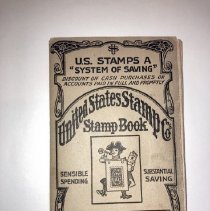 U.S. STAMPS A
"SYSTEM OF SAVING"
DISCOUNT ON CASH PURCHASES OR
ACCOUNTS PAID IN FULL AND PROMPTLY
United States Stamp Co
Stamp Book
SENSIBLE SPENDING
SUBSTANTIAL SAVING